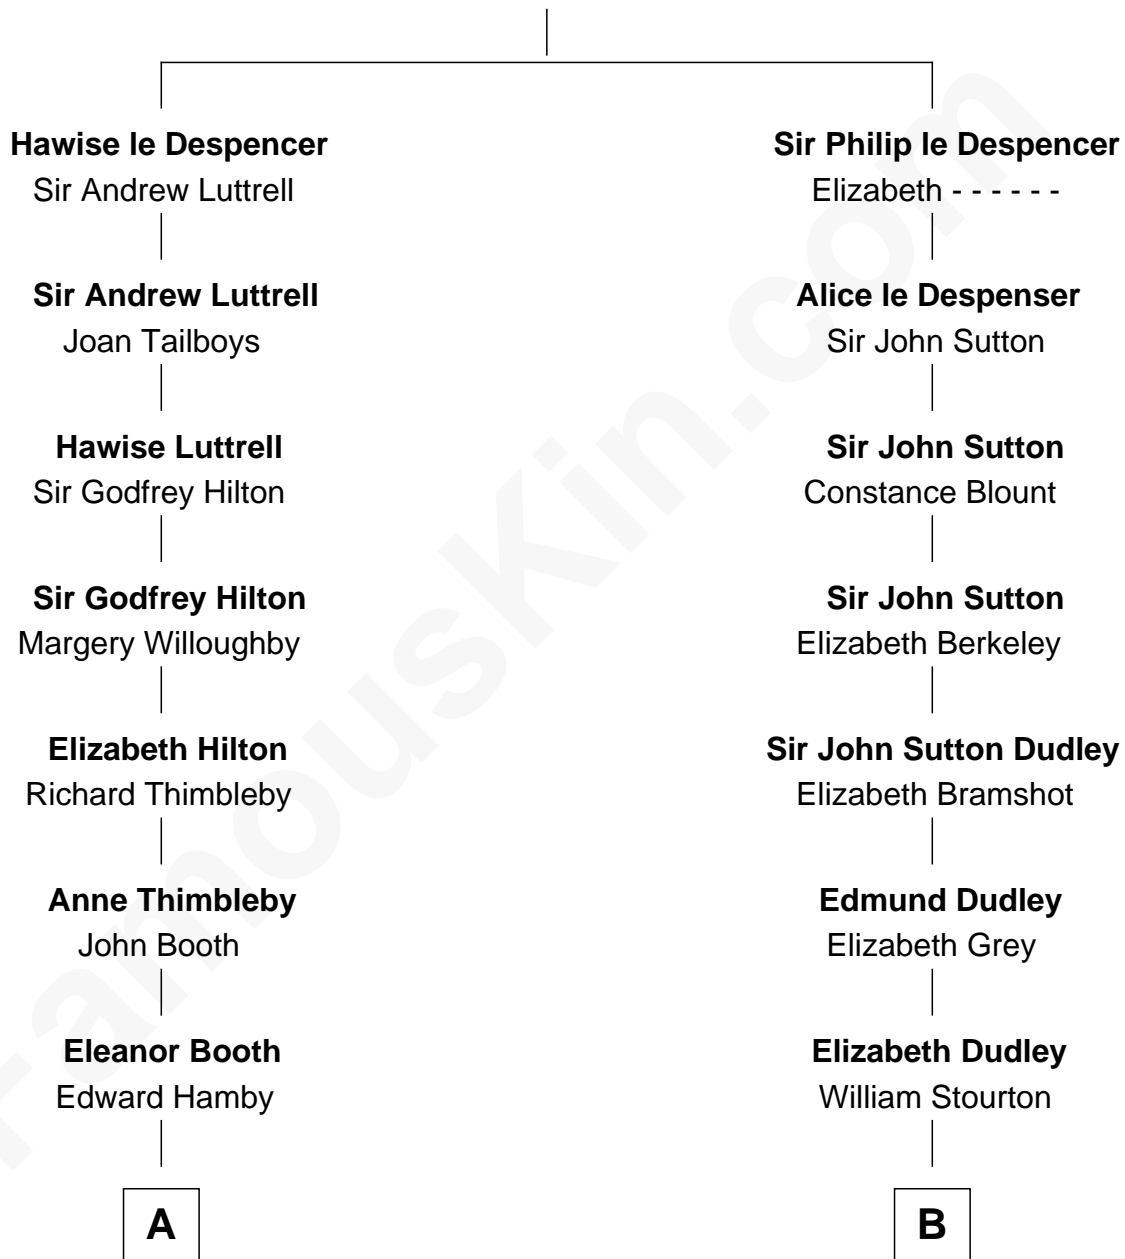 Hawise le Despencer
Sir Andrew Luttrell
Sir Andrew Luttrell
Joan Tailboys
Hawise Luttrell
Sir Godfrey Hilton
Sir Godfrey Hilton
Margery Willoughby
Elizabeth Hilton
Richard Thimbleby
Anne Thimbleby
John Booth
Eleanor Booth
Edward Hamby
A
Sir Philip le Despencer
Elizabeth - - - - - -
Alice le Despenser
Sir John Sutton
Sir John Sutton
Constance Blount
Sir John Sutton
Elizabeth Berkeley
Sir John Sutton Dudley
Elizabeth Bramshot
Edmund Dudley
Elizabeth Grey
Elizabeth Dudley
William Stourton
B
FamousKin.com